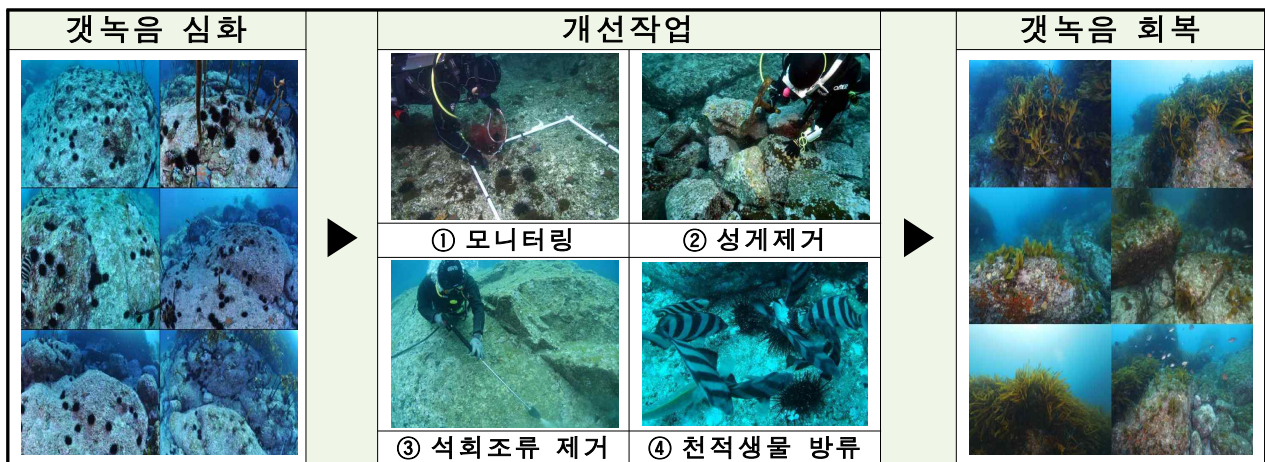 갯녹음 심화
개선작업
갯녹음 회복
① 모니터링
② 성게제거
③ 석회조류 제거
④ 천적생물 방류